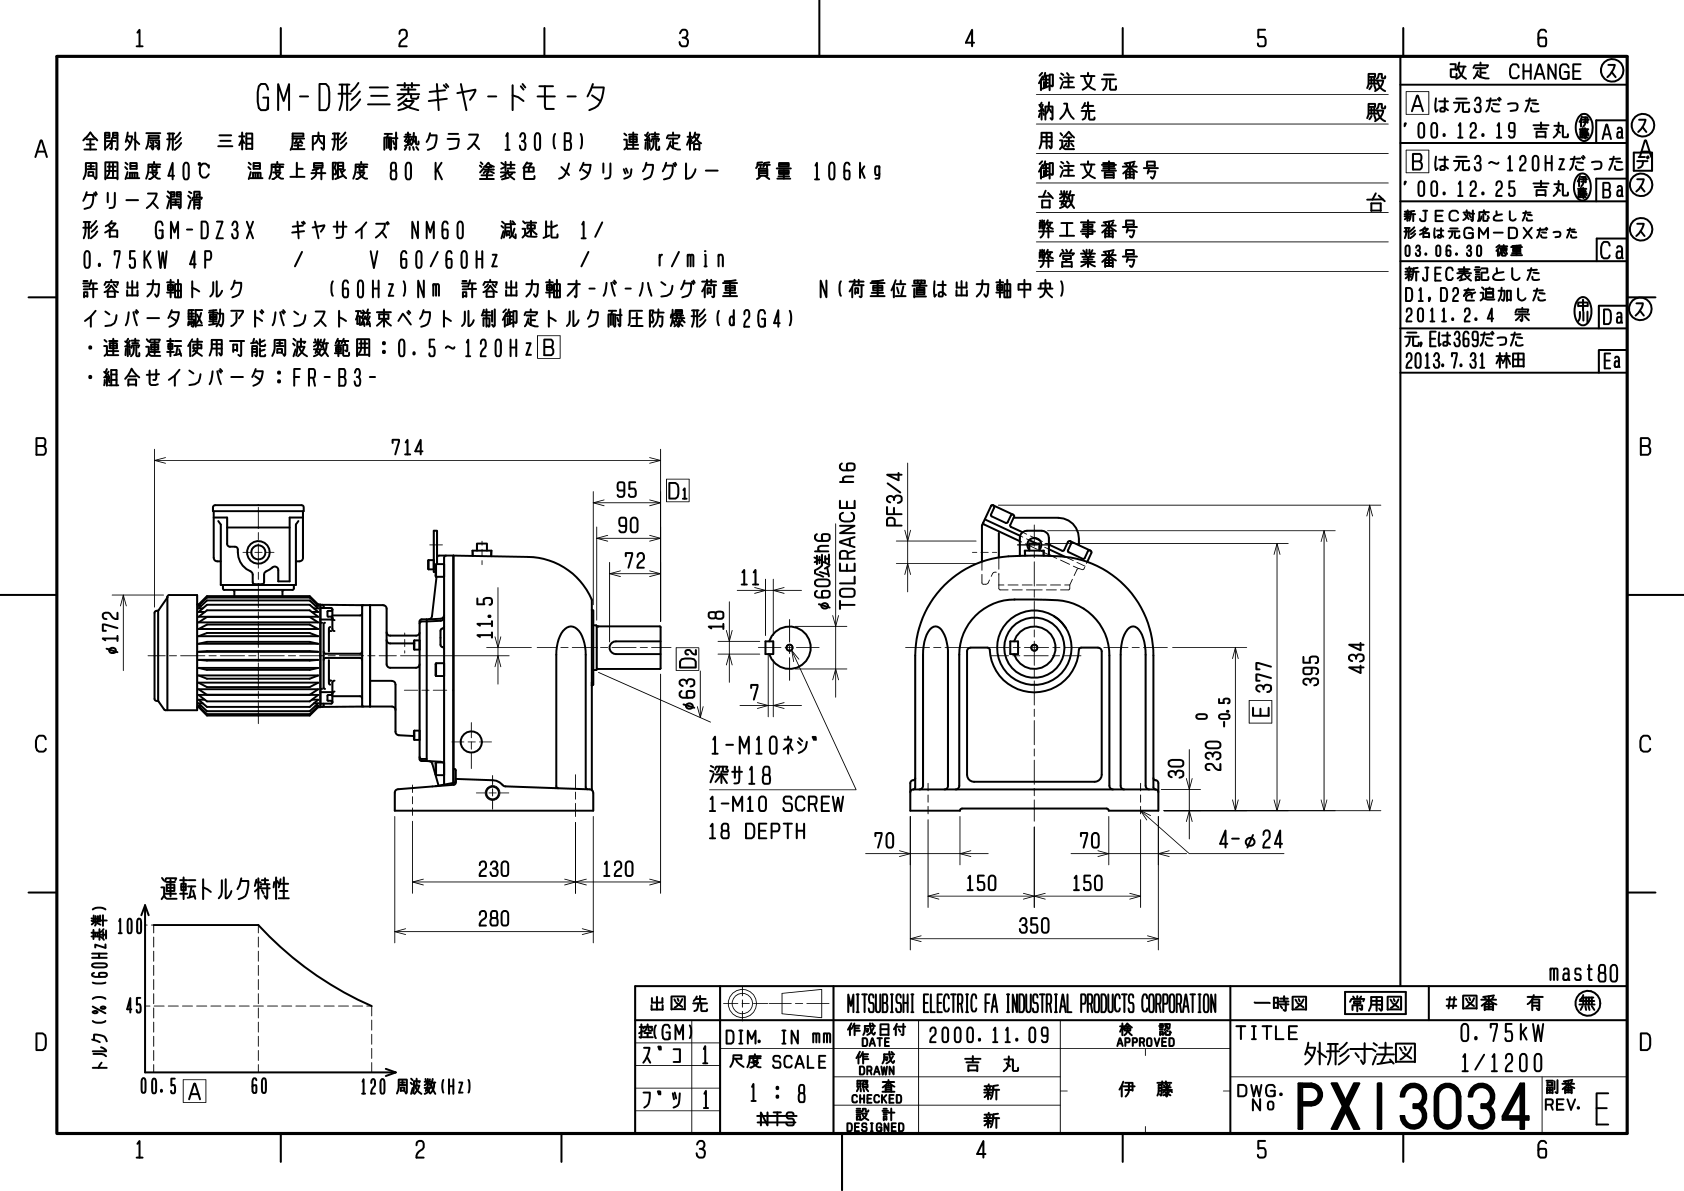 1 2 3 4 5 6
GM-D形三菱ギヤードモータ
全閉外扇形 三相 屋内形 耐熱クラス 130(B) 連続定格
周囲温度40℃ 温度上昇限度 80 K 塗装色 メタリックグレー 質量 106kg
グリース潤滑
形名 GM-DZ3X ギヤサイズ NM60 減速比 1/
0.75KW 4P / V 60/60Hz / r/min
許容出力軸トルク (60Hz)Nm 許容出力軸オーバーハング荷重 N(荷重位置は出力軸中央)
インバータ駆動アドバンスト磁束ベクトル制御定トルク耐圧防爆形(d2G4)
・連続運転使用可能周波数範囲:0.5~120Hz B
・組合せインバータ:FR-B3-
御注文元 殿
納入先 殿
用途
御注文書番号
台数 台
弊工事番号
弊営業番号
改定 CHANGE ス
A は元3だった
'00.12.19 吉丸 伊藤 Aa ス
B は元3~120Hzだった テ
'00.12.25 吉丸 伊藤 Ba ス
新JEC対応とした
形名は元GM-DXだった ス
03.06.30 徳重 Ca
新JEC表記とした
D1,D2を追加した
2011.2.4 宗 Da ス
元,Eは369だった
2013.7.31 林田 Ea
A
B
C
D
A
B
C
D
714
95 D1
90
72
11.5
φ172
D2
φ63
230 120
280
11
18
7
φ60公差h6
TOLERANCE h6
1-M10ネジ
深サ18
1-M10 SCREW
18 DEPTH
PF3/4
434
395
E 377
230 0 -0.5
30
70 70
4-φ24
150 150
350
運転トルク特性
トルク(%)(60Hz基準)
100
45
0 0.5 A 60 120 周波数(Hz)
mast80
出図先
控(GM)
ズコ 1
ブツ 1
DIM. IN mm
尺度 SCALE
1 : 8
NTS
MITSUBISHI ELECTRIC FA INDUSTRIAL PRODUCTS CORPORATION
作成日付 DATE 2000.11.09
作成 DRAWN 吉丸
照査 CHECKED 新
設計 DESIGNED 新
検認 APPROVED
伊藤
一時図 常用図 #図番 有 無
TITLE 0.75kW
外形寸法図 1/1200
DWG. No PX13034 副番 REV. E
1 2 3 4 5 6